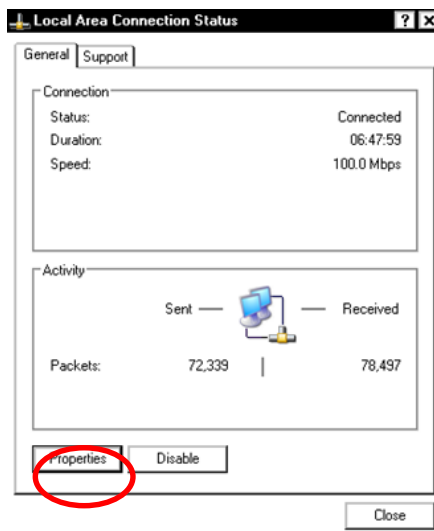 Local Area Connection Status ? X
General Support
Connection
Status: Connected
Duration: 06:47:59
Speed: 100.0 Mbps
Activity
Sent — — Received
Packets: 72,339 | 78,497
Properties Disable
Close